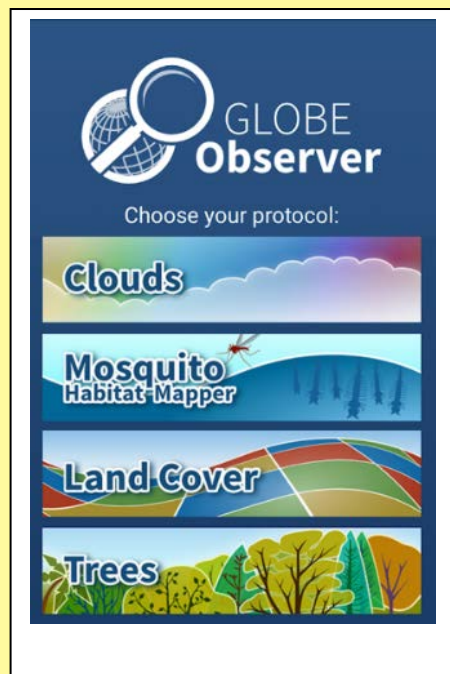 GLOBE
Observer
Choose your protocol:
Clouds
Mosquito
Habitat Mapper
Land Cover
Trees